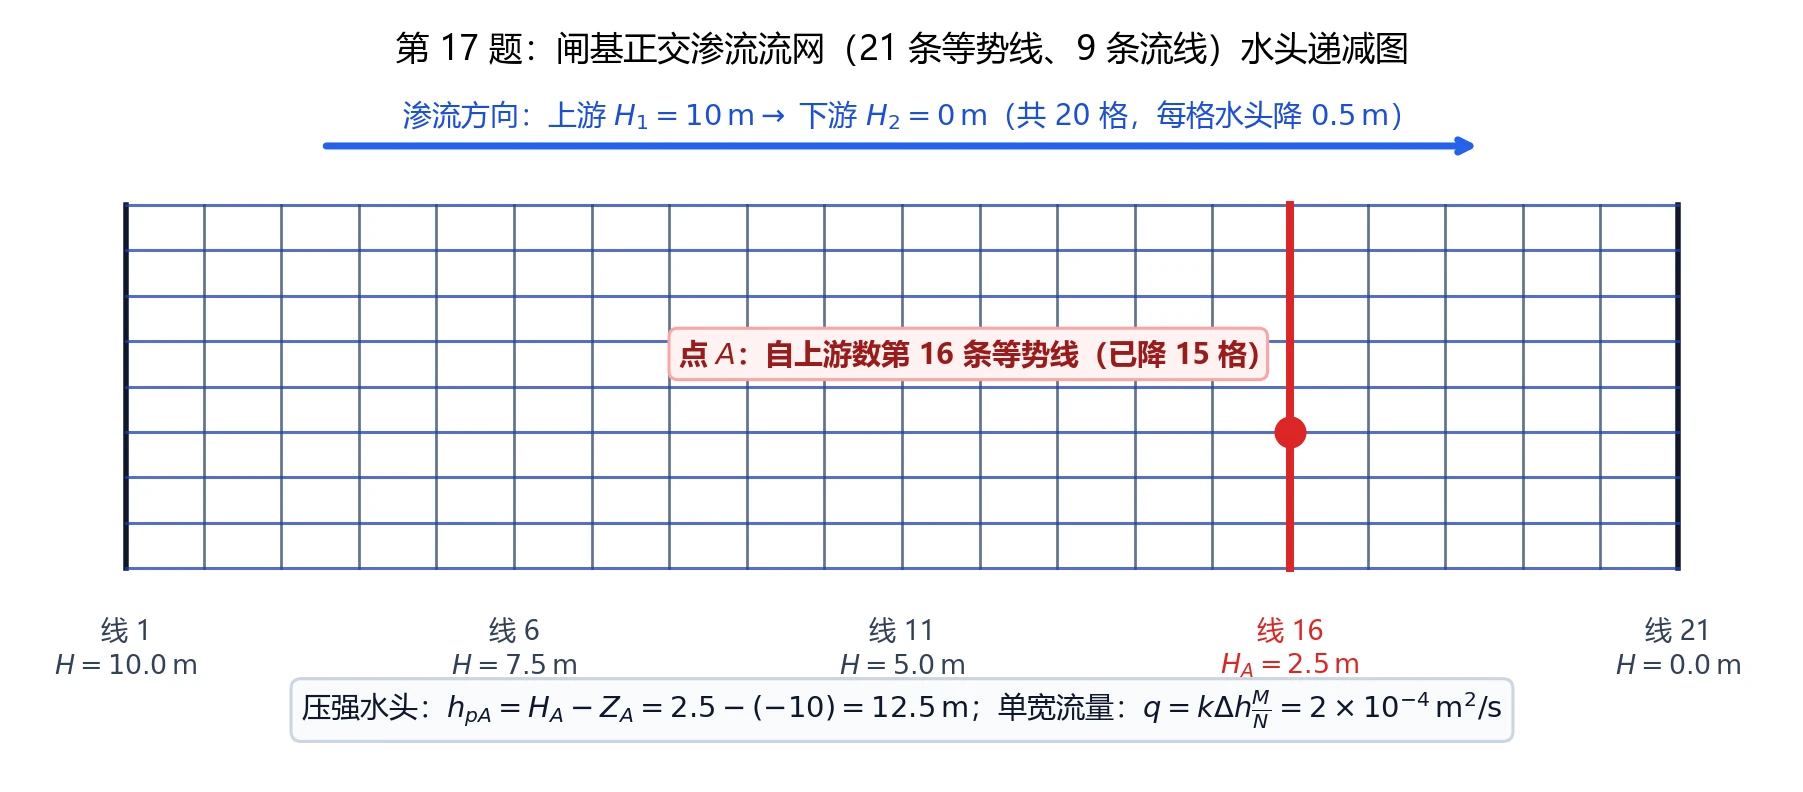 第 17 题：闸基正交渗流流网（21 条等势线、9 条流线）水头递减图
渗流方向：上游 H₁ = 10 m → 下游 H₂ = 0 m（共 20 格，每格水头降 0.5 m）
点 A：自上游数第 16 条等势线（已降 15 格）
线 1
H = 10.0 m
线 6
H = 7.5 m
线 11
H = 5.0 m
线 16
H_A = 2.5 m
线 21
H = 0.0 m
压强水头：h_{pA} = H_A − Z_A = 2.5 − (−10) = 12.5 m；单宽流量：q = kΔh\frac{M}{N} = 2 × 10⁻⁴ m²/s